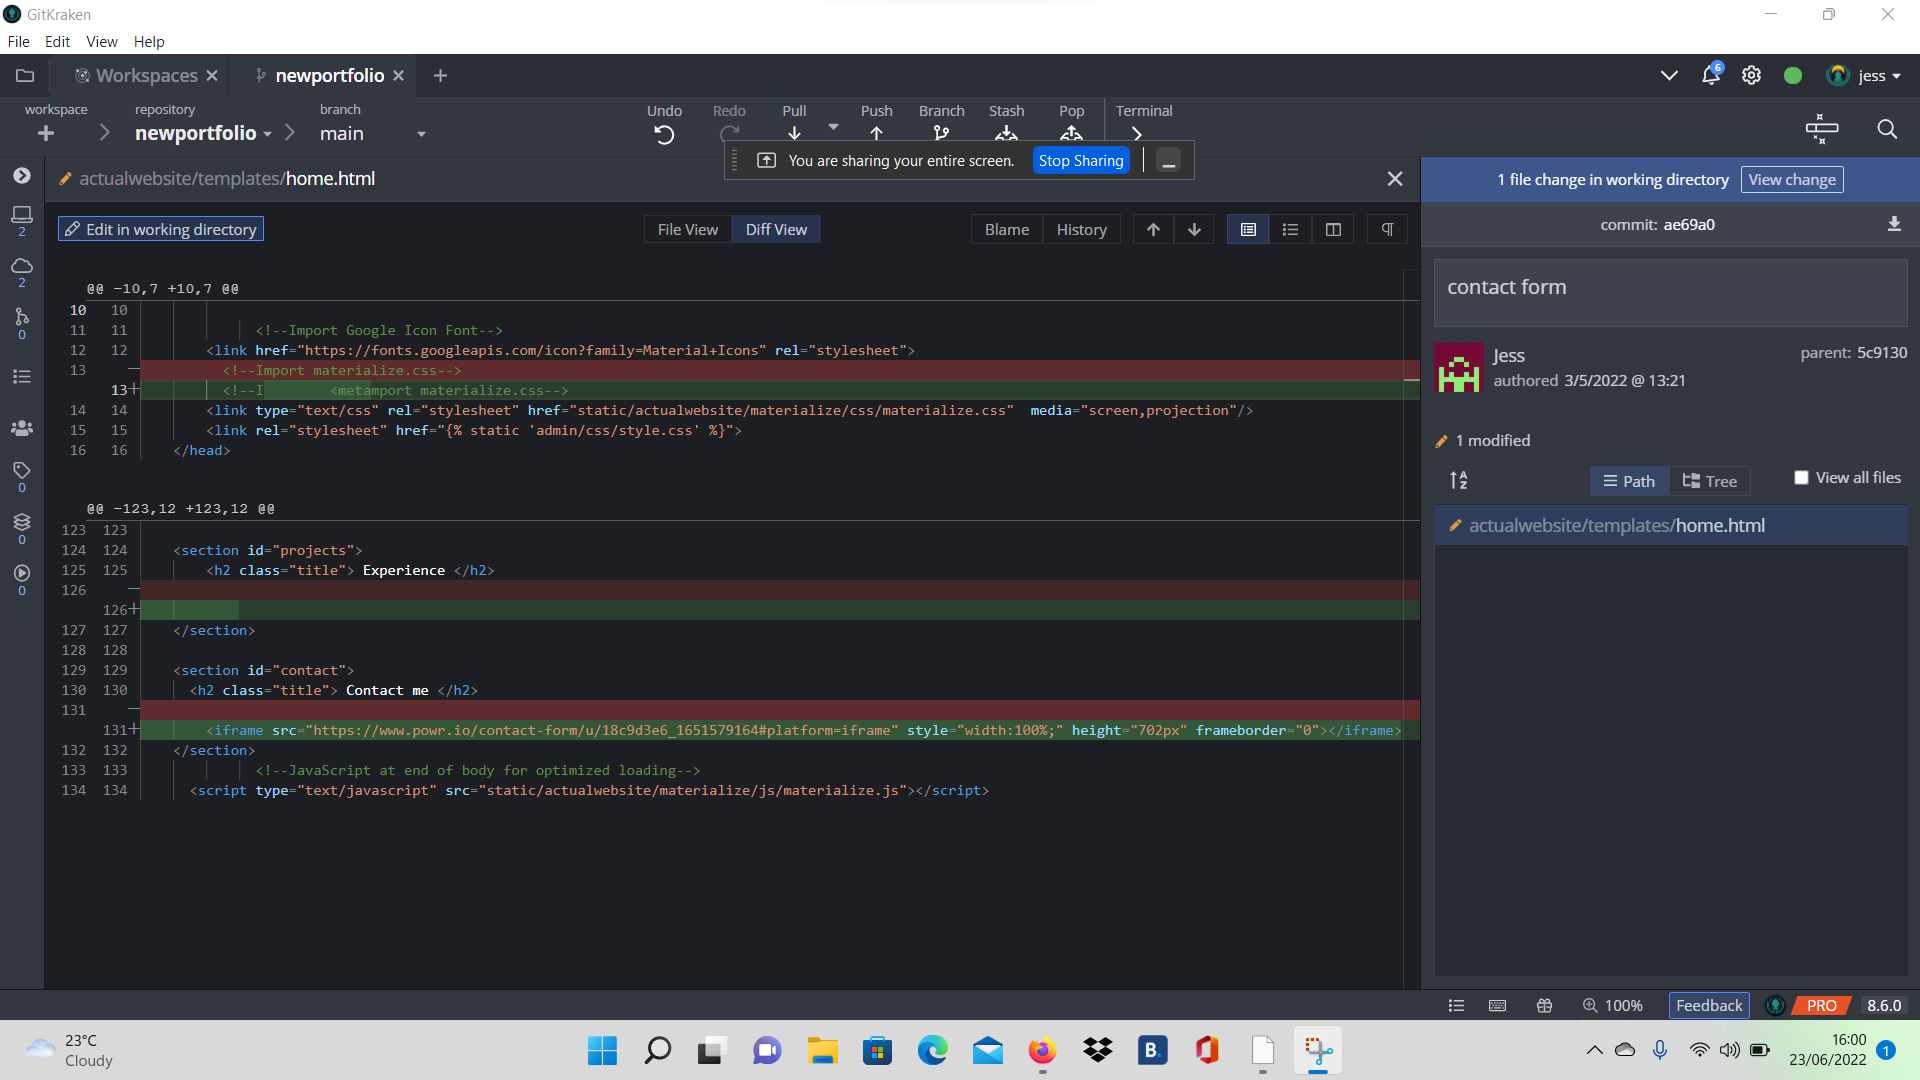 GitKraken
File Edit View Help
Workspaces newportfolio 6 jess
workspace repository branch Undo Redo Pull Push Branch Stash Pop Terminal
newportfolio main
You are sharing your entire screen. Stop Sharing
actualwebsite/templates/home.html
1 file change in working directory View change
Edit in working directory File View Diff View Blame History
commit: ae69a0
contact form
Jess parent: 5c9130
authored 3/5/2022 @ 13:21
1 modified
Path Tree View all files
actualwebsite/templates/home.html
2
2
0
0
0
0
@@ -10,7 +10,7 @@
10 10
11 11 <!--Import Google Icon Font-->
12 12 <link href="https://fonts.googleapis.com/icon?family=Material+Icons" rel="stylesheet">
13 - <!--Import materialize.css-->
13+ <!--I <metamport materialize.css-->
14 14 <link type="text/css" rel="stylesheet" href="static/actualwebsite/materialize/css/materialize.css" media="screen,projection"/>
15 15 <link rel="stylesheet" href="{% static 'admin/css/style.css' %}">
16 16 </head>
@@ -123,12 +123,12 @@
123 123
124 124 <section id="projects">
125 125 <h2 class="title"> Experience </h2>
126 -
126+
127 127 </section>
128 128
129 129 <section id="contact">
130 130 <h2 class="title"> Contact me </h2>
131 -
131+ <iframe src="https://www.powr.io/contact-form/u/18c9d3e6_1651579164#platform=iframe" style="width:100%;" height="702px" frameborder="0"></iframe>
132 132 </section>
133 133 <!--JavaScript at end of body for optimized loading-->
134 134 <script type="text/javascript" src="static/actualwebsite/materialize/js/materialize.js"></script>
100% Feedback PRO 8.6.0
23°C
Cloudy
B.
16:00
23/06/2022 1